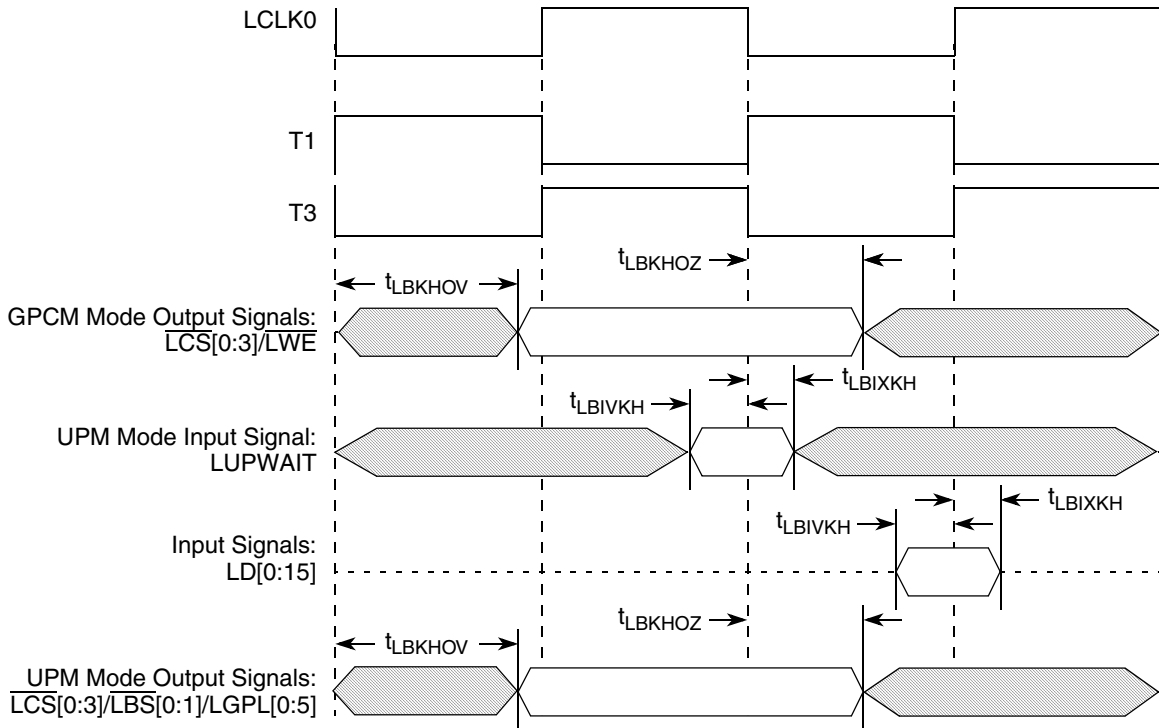 LCLK0
T1
T3
tLBKHOZ
tLBKHOV
GPCM Mode Output Signals:
LCS[0:3]/LWE
tLBIXKH
tLBIVKH
UPM Mode Input Signal:
LUPWAIT
tLBIXKH
tLBIVKH
Input Signals:
LD[0:15]
tLBKHOZ
tLBKHOV
UPM Mode Output Signals:
LCS[0:3]/LBS[0:1]/LGPL[0:5]